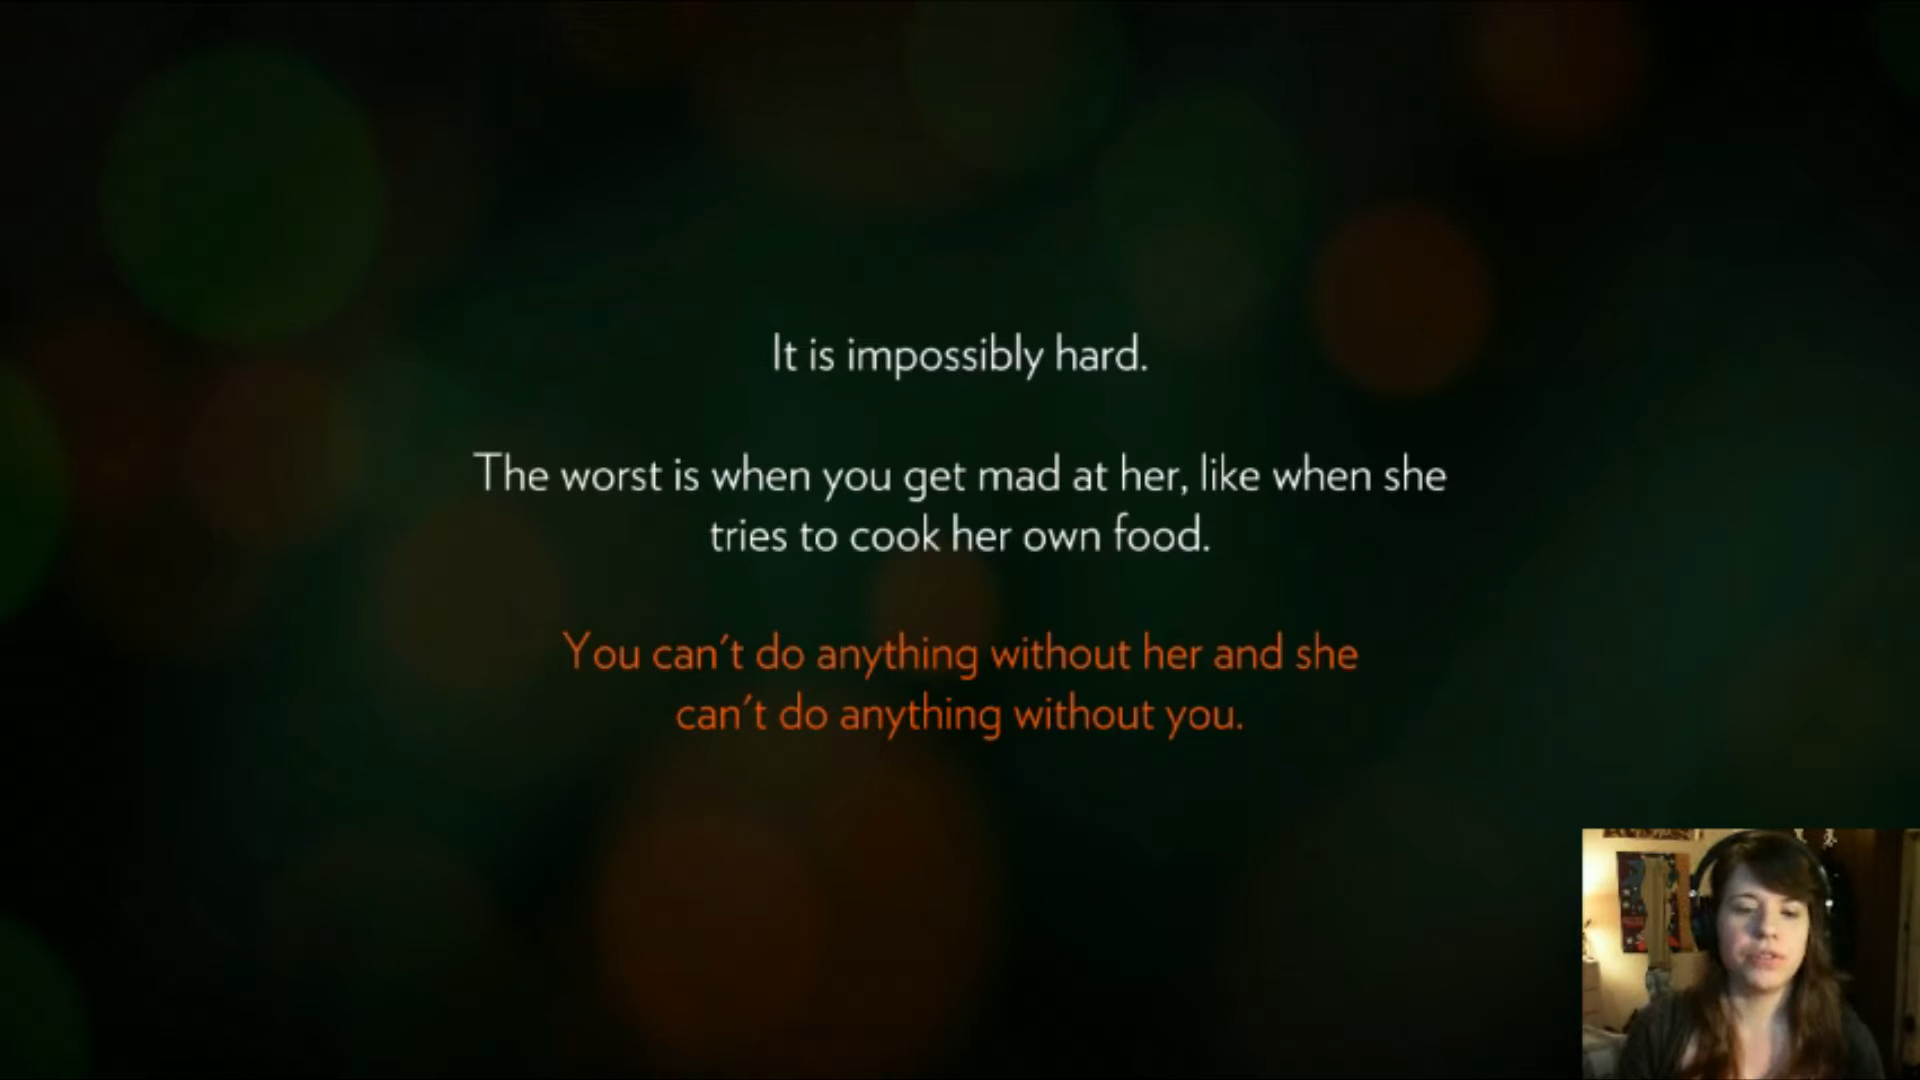 It is impossibly hard.
The worst is when you get mad at her, like when she
tries to cook her own food.
You can't do anything without her and she
can't do anything without you.